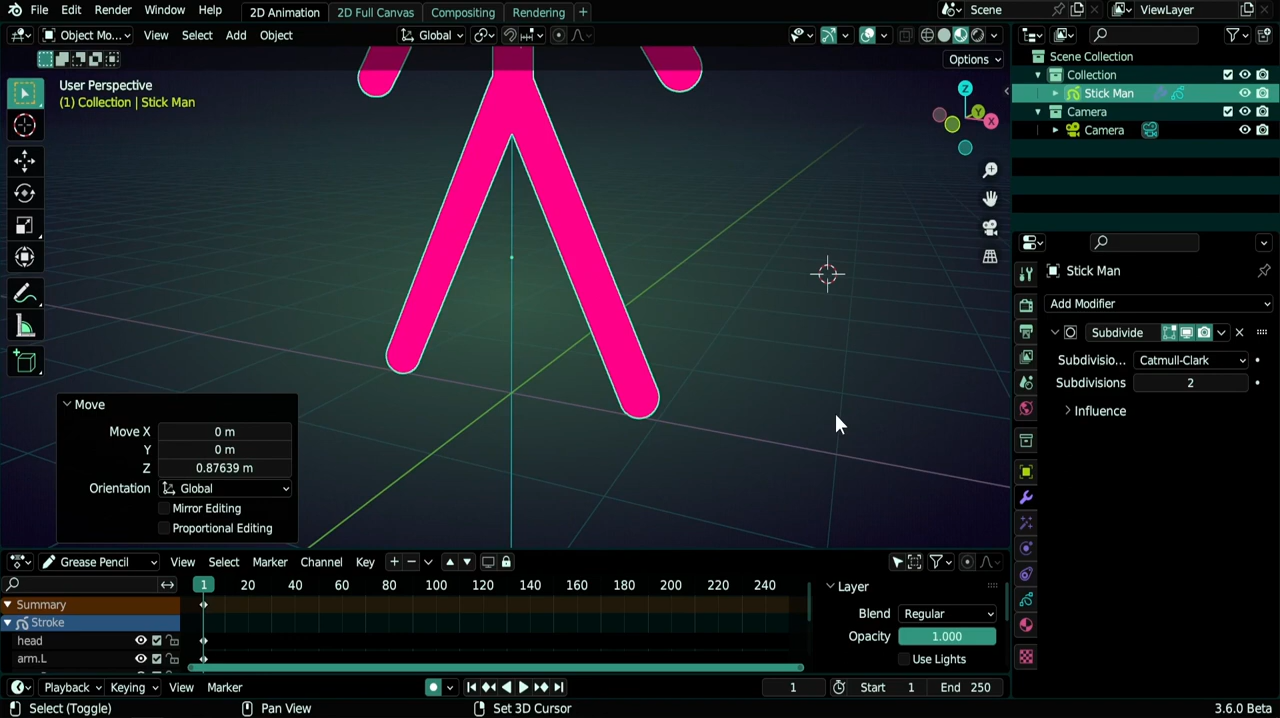 File Edit Render Window Help 2D Animation 2D Full Canvas Compositing Rendering + Scene ViewLayer
Object Mo... View Select Add Object Global
Options
User Perspective
(1) Collection | Stick Man
Z
Y
X
Move
Move X 0 m
Y 0 m
Z 0.87639 m
Orientation Global
Mirror Editing
Proportional Editing
Scene Collection
Collection
Stick Man
Camera
Camera
Stick Man
Add Modifier
Subdivide
Subdivisio... Catmull-Clark
Subdivisions 2
Influence
Grease Pencil View Select Marker Channel Key
1 20 40 60 80 100 120 140 160 180 200 220 240
Summary
Stroke
head
arm.L
Layer
Blend Regular
Opacity 1.000
Use Lights
Playback Keying View Marker 1 Start 1 End 250
Select (Toggle) Pan View Set 3D Cursor 3.6.0 Beta